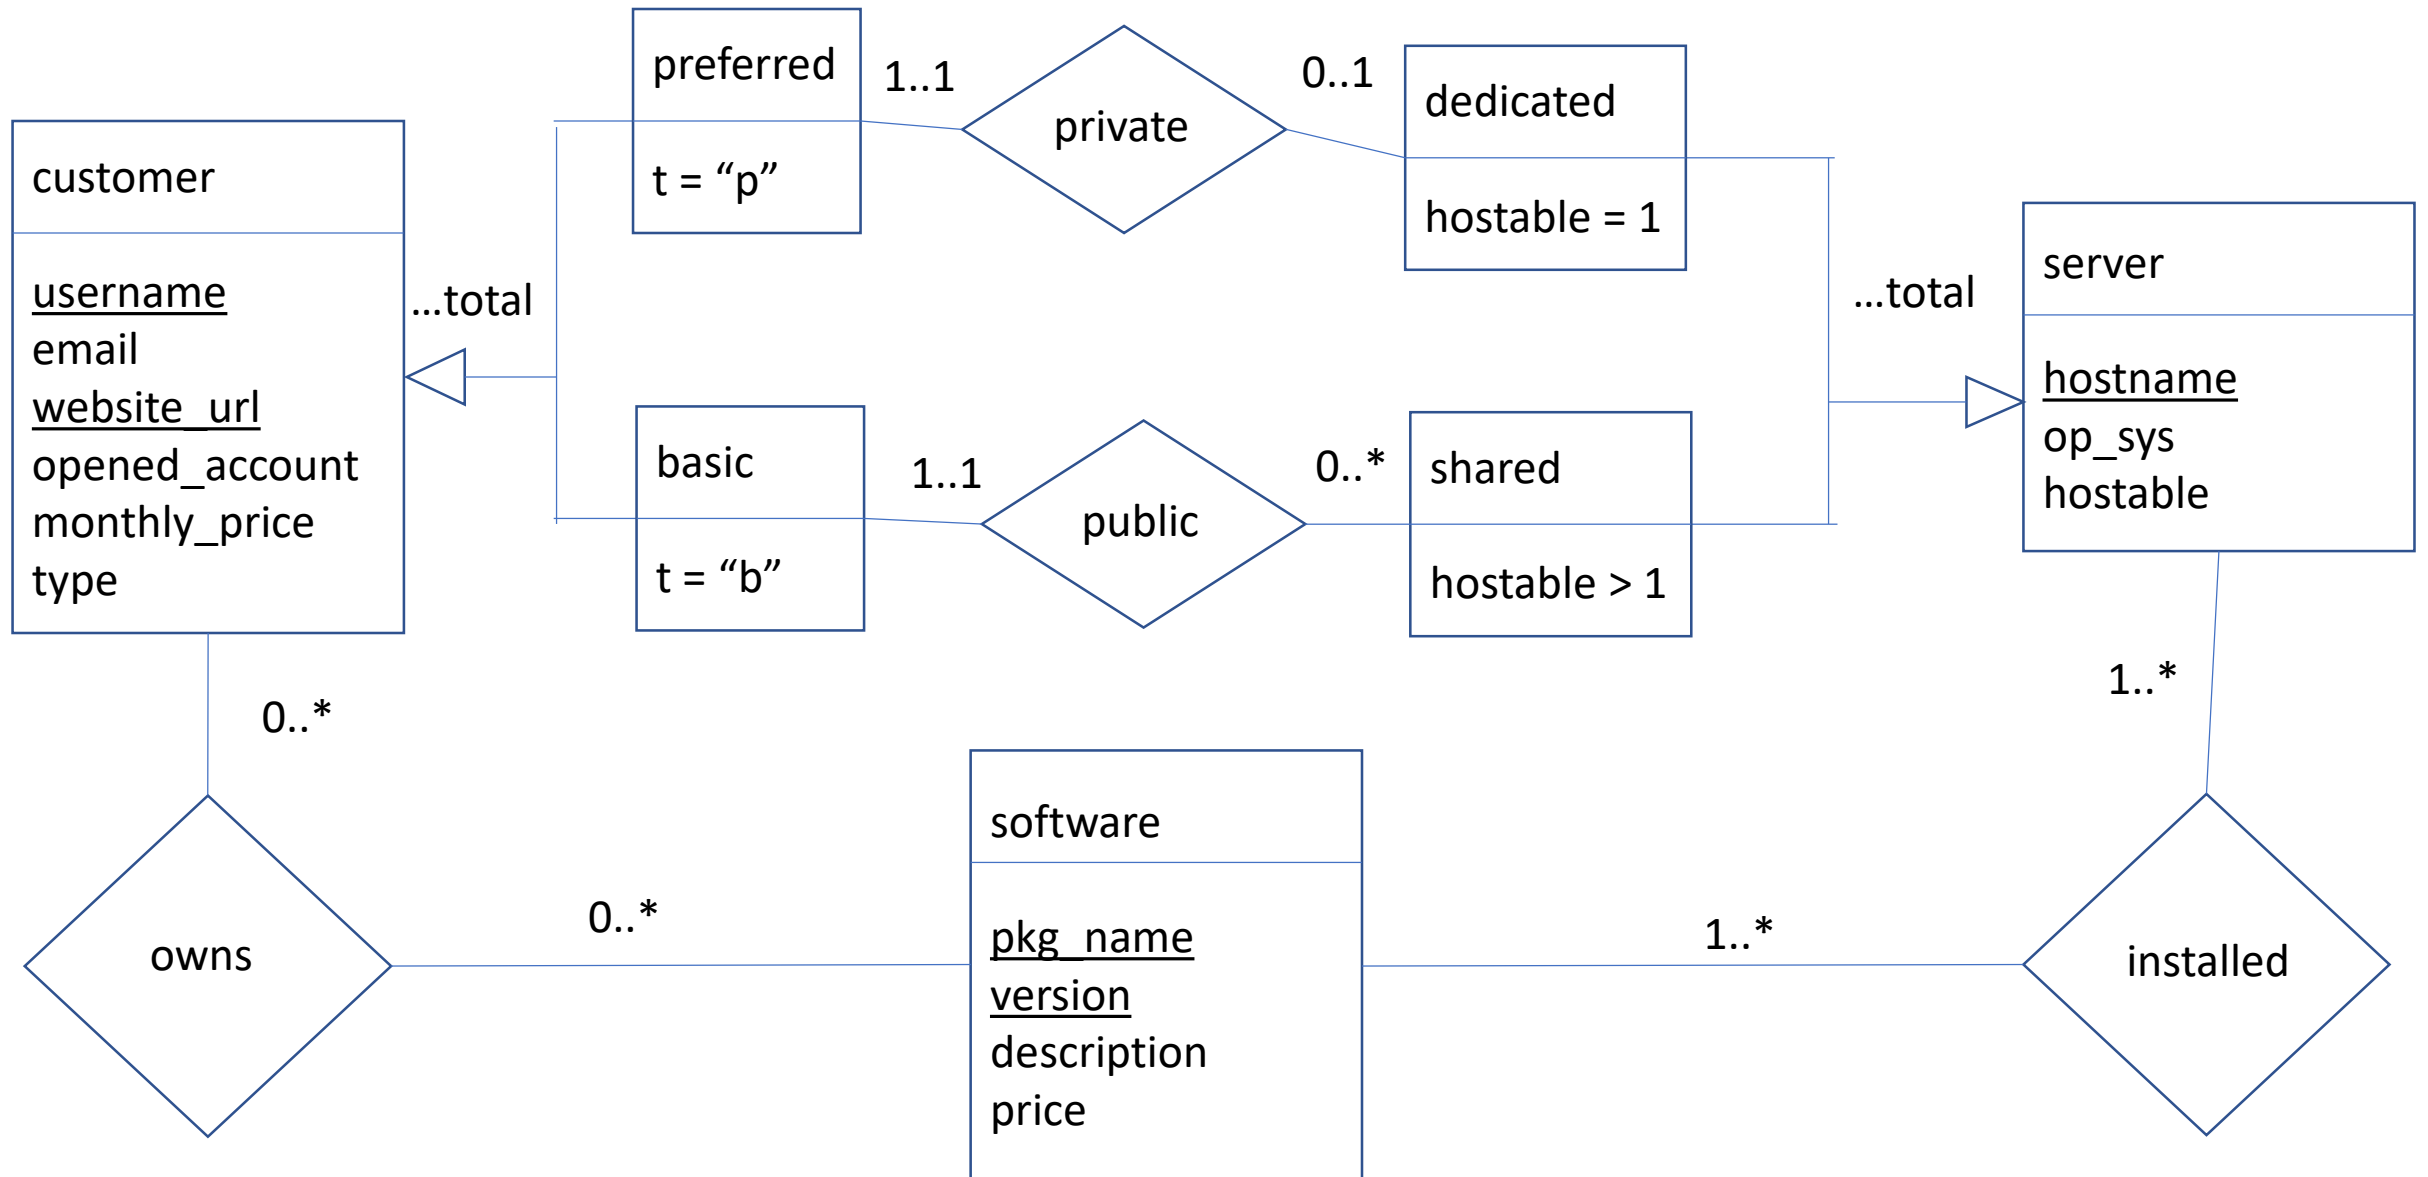 customer
username
email
website_url
opened_account
monthly_price
type
...total
preferred
t = “p”
1..1
private
0..1
dedicated
hostable = 1
basic
t = “b”
1..1
public
0..*
shared
hostable > 1
...total
server
hostname
op_sys
hostable
0..*
owns
0..*
software
pkg_name
version
description
price
1..*
1..*
installed